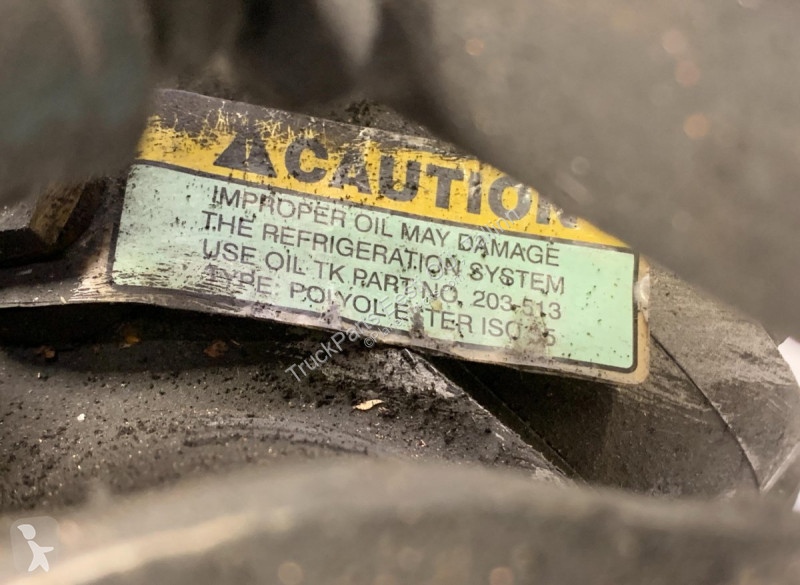 CAUTION
IMPROPER OIL MAY DAMAGE
THE REFRIGERATION SYSTEM
USE OIL TK PART NO. 203-513
TYPE POLYOL ESTER ISO